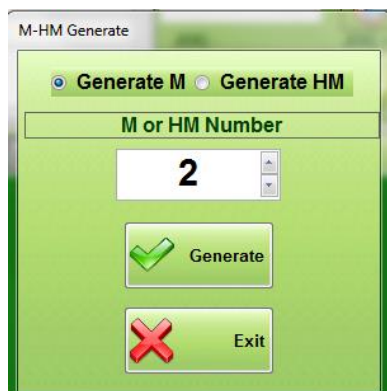 M-HM Generate
Generate M Generate HM
M or HM Number
2
Generate
Exit